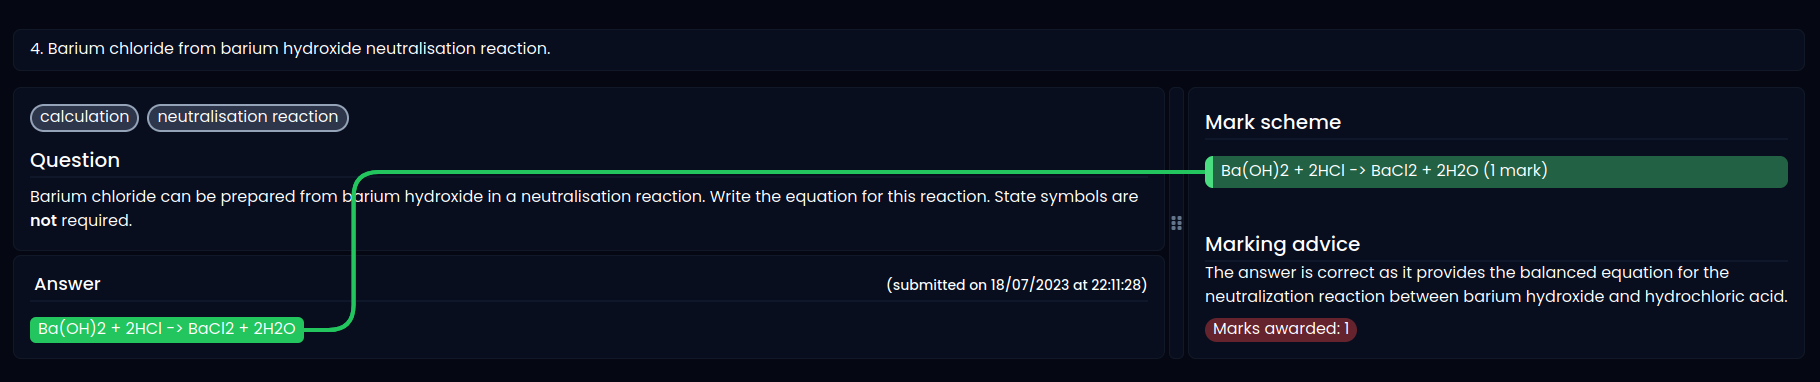 4. Barium chloride from barium hydroxide neutralisation reaction.
calculation neutralisation reaction
Question
Barium chloride can be prepared from barium hydroxide in a neutralisation reaction. Write the equation for this reaction. State symbols are
not required.
Answer (submitted on 18/07/2023 at 22:11:28)
Ba(OH)2 + 2HCl -> BaCl2 + 2H2O
Mark scheme
Ba(OH)2 + 2HCl -> BaCl2 + 2H2O (1 mark)
Marking advice
The answer is correct as it provides the balanced equation for the
neutralization reaction between barium hydroxide and hydrochloric acid.
Marks awarded: 1